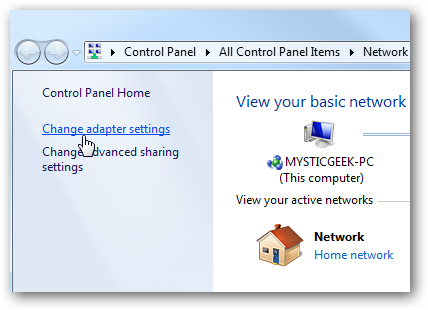 Control Panel All Control Panel Items Network
Control Panel Home
Change adapter settings
Change advanced sharing
settings
View your basic network
MYSTICGEEK-PC
(This computer)
View your active networks
Network
Home network